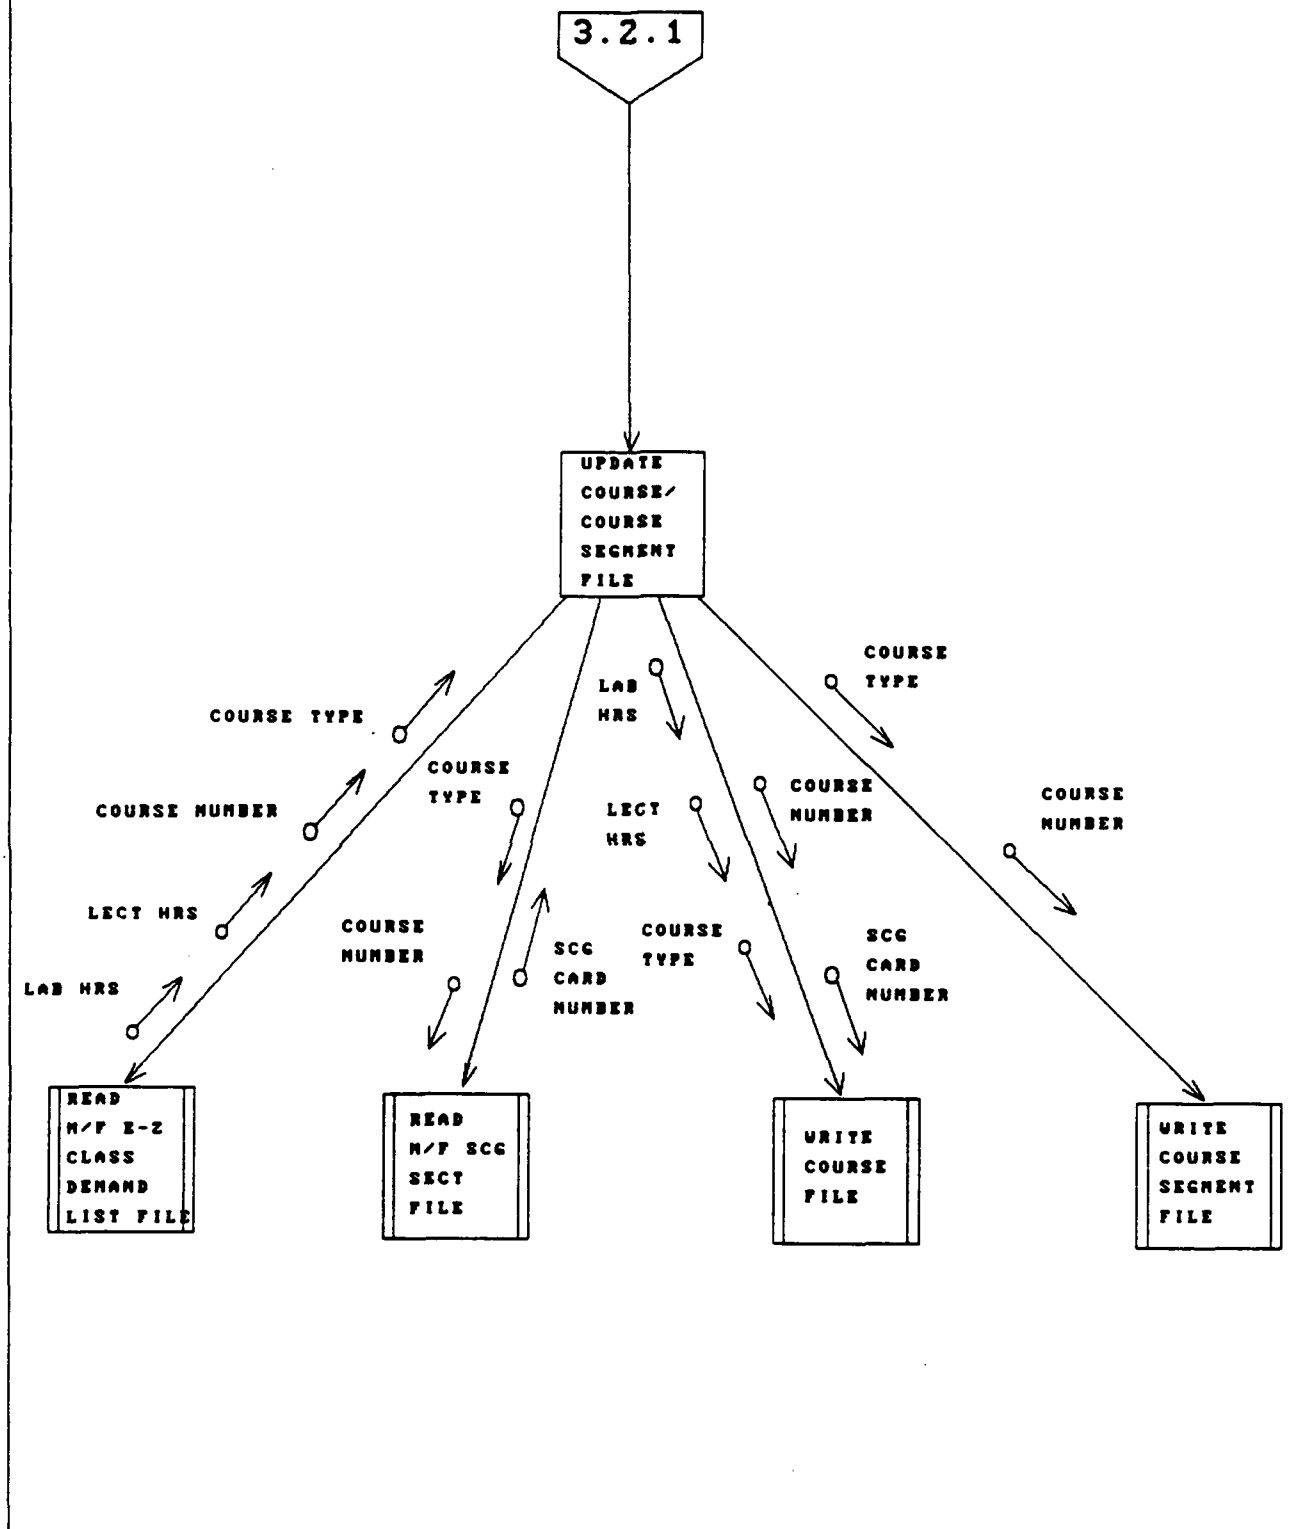 3.2.1
UPDATE
COURSE/
COURSE
SEGMENT
FILE
COURSE
TYPE
LAB
HRS
COURSE TYPE
COURSE
TYPE
COURSE
NUMBER
COURSE
NUMBER
COURSE NUMBER
LECT
HRS
LECT HRS
COURSE
NUMBER
COURSE
TYPE
SCG
CARD
NUMBER
SCG
CARD
NUMBER
LAB HRS
READ
M/F E-Z
CLASS
DEMAND
LIST FILE
READ
M/F SCG
SECT
FILE
WRITE
COURSE
FILE
WRITE
COURSE
SEGMENT
FILE